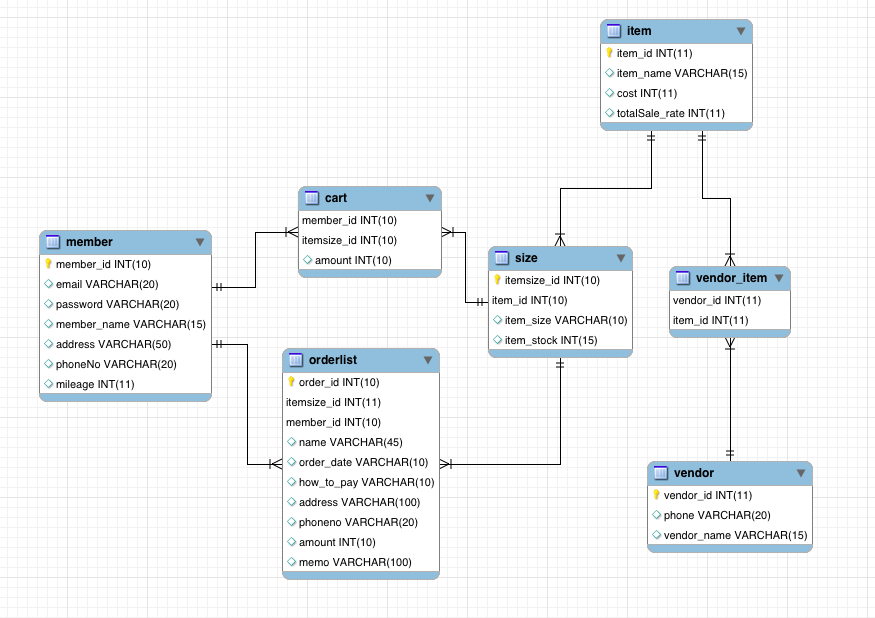 item
item_id INT(11)
item_name VARCHAR(15)
cost INT(11)
totalSale_rate INT(11)
cart
member_id INT(10)
itemsize_id INT(10)
amount INT(10)
member
member_id INT(10)
email VARCHAR(20)
password VARCHAR(20)
member_name VARCHAR(15)
address VARCHAR(50)
phoneNo VARCHAR(20)
mileage INT(11)
size
itemsize_id INT(10)
item_id INT(10)
item_size VARCHAR(10)
item_stock INT(15)
vendor_item
vendor_id INT(11)
item_id INT(11)
orderlist
order_id INT(10)
itemsize_id INT(11)
member_id INT(10)
name VARCHAR(45)
order_date VARCHAR(10)
how_to_pay VARCHAR(10)
address VARCHAR(100)
phoneno VARCHAR(20)
amount INT(10)
memo VARCHAR(100)
vendor
vendor_id INT(11)
phone VARCHAR(20)
vendor_name VARCHAR(15)